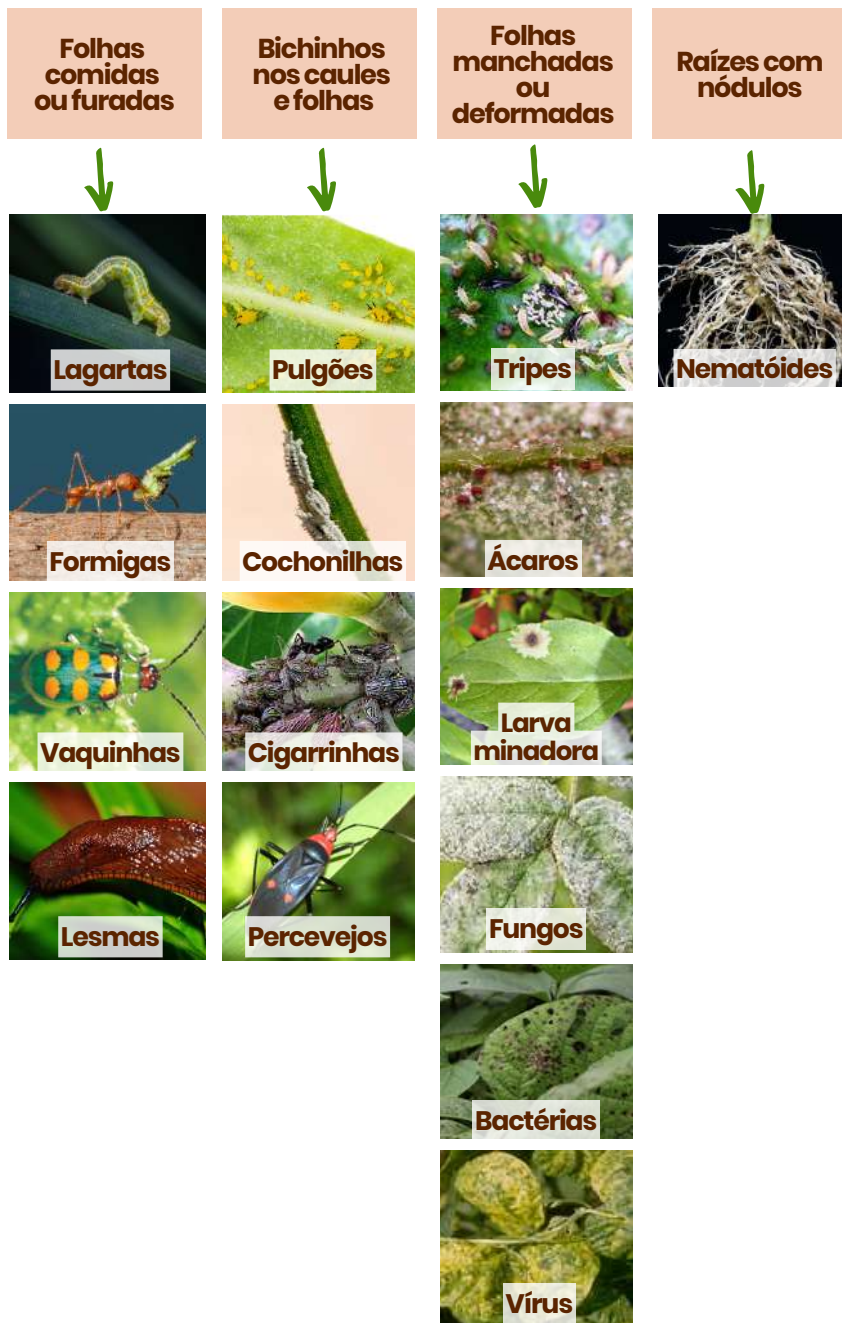 Folhas
comidas
ou furadas
Bichinhos
nos caules
e folhas
Folhas
manchadas
ou
deformadas
Raízes com
nódulos
Lagartas
Pulgões
Tripes
Nematóides
Formigas
Cochonilhas
Ácaros
Vaquinhas
Cigarrinhas
Larva
minadora
Lesmas
Percevejos
Fungos
Bactérias
Vírus